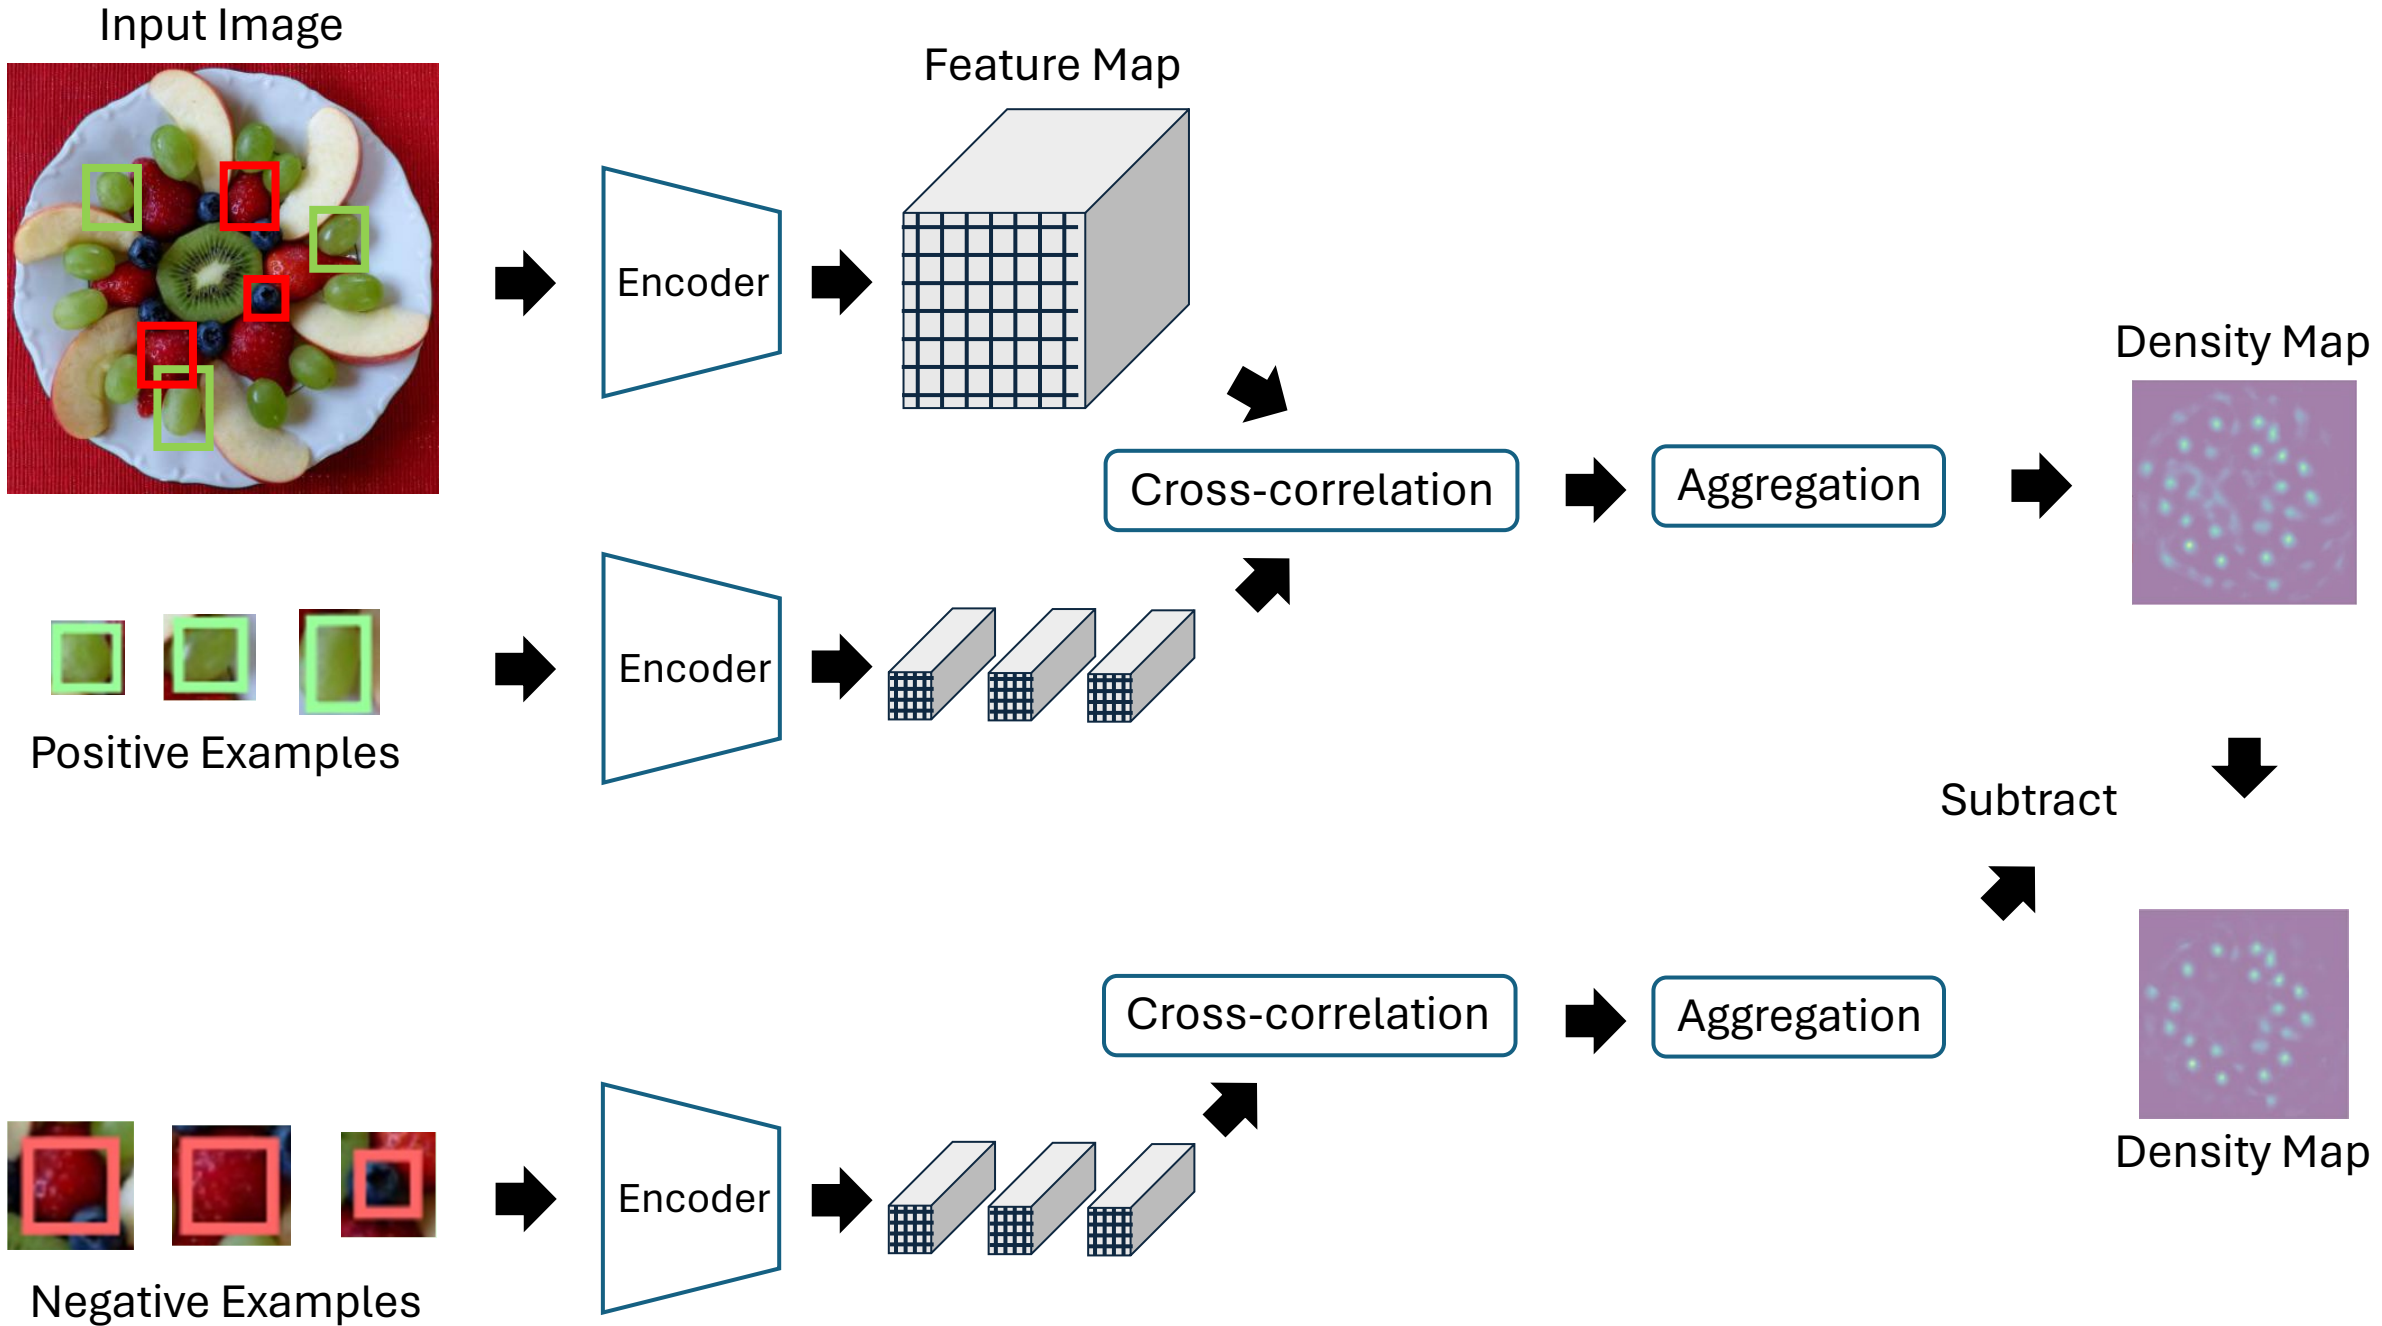 Input Image
Feature Map
Encoder
Density Map
Cross-correlation
Aggregation
Encoder
Positive Examples
Subtract
Cross-correlation
Aggregation
Density Map
Encoder
Negative Examples